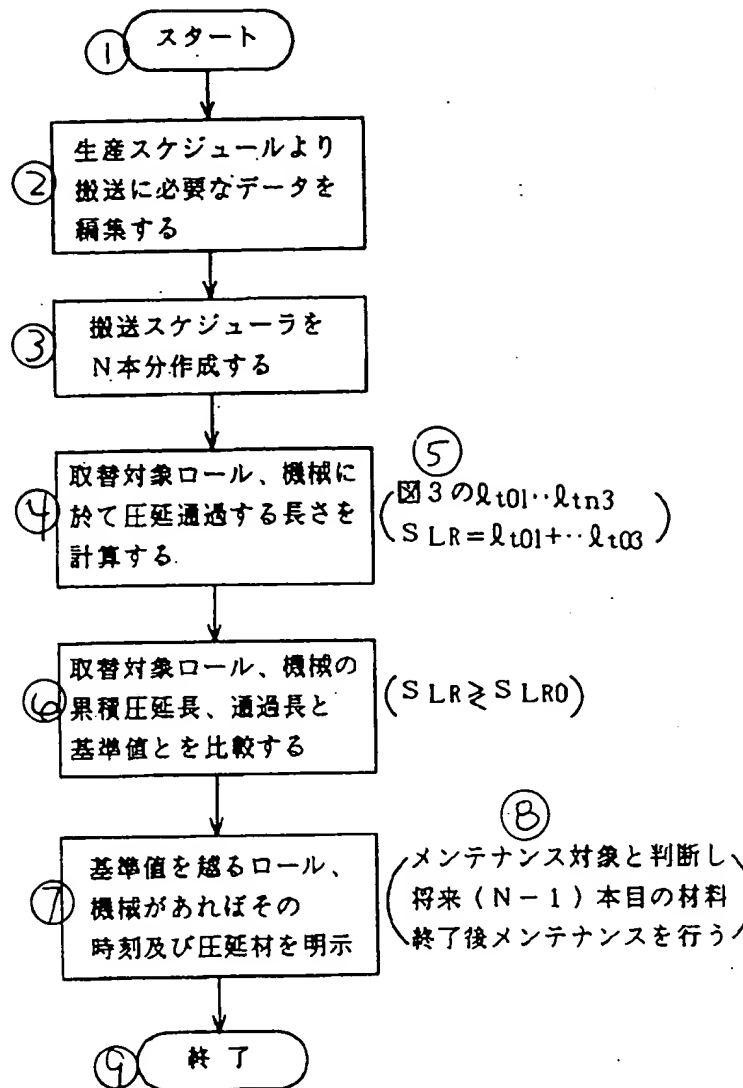 ① スタート
② 生産スケジュールより
搬送に必要なデータを
編集する
③ 搬送スケジューラを
N本分作成する
④ 取替対象ロール、機械に
於て圧延通過する長さを
計算する
⑤
(図3のℓt01‥ℓtn3
SLR=ℓt01+‥ℓt03)
⑥ 取替対象ロール、機械の
累積圧延長、通過長と
基準値とを比較する
(SLR≷SLR0)
⑦ 基準値を越るロール、
機械があればその
時刻及び圧延材を明示
⑧
(メンテナンス対象と判断し、
将来(N-1)本目の材料
終了後メンテナンスを行う)
⑨ 終了